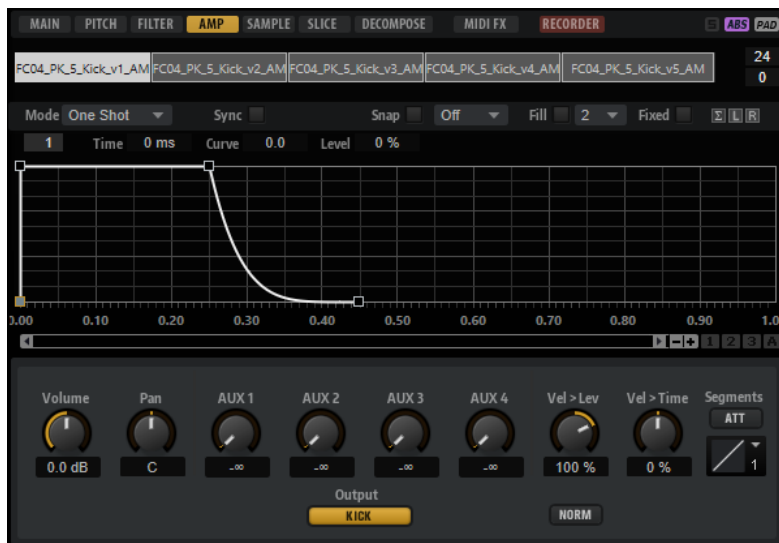 MAIN PITCH FILTER AMP SAMPLE SLICE DECOMPOSE MIDI FX RECORDER S ABS PAD
FC04_PK_5_Kick_v1_AM FC04_PK_5_Kick_v2_AM FC04_PK_5_Kick_v3_AM FC04_PK_5_Kick_v4_AM FC04_PK_5_Kick_v5_AM 24
0
Mode One Shot Sync Snap Off Fill 2 Fixed Σ L R
1 Time 0 ms Curve 0.0 Level 0 %
0.00 0.10 0.20 0.30 0.40 0.50 0.60 0.70 0.80 0.90 1.0
1 2 3 A
Volume Pan AUX 1 AUX 2 AUX 3 AUX 4 Vel > Lev Vel > Time Segments
ATT
0.0 dB C -∞ -∞ -∞ -∞ 100 % 0 % 1
Output
KICK NORM